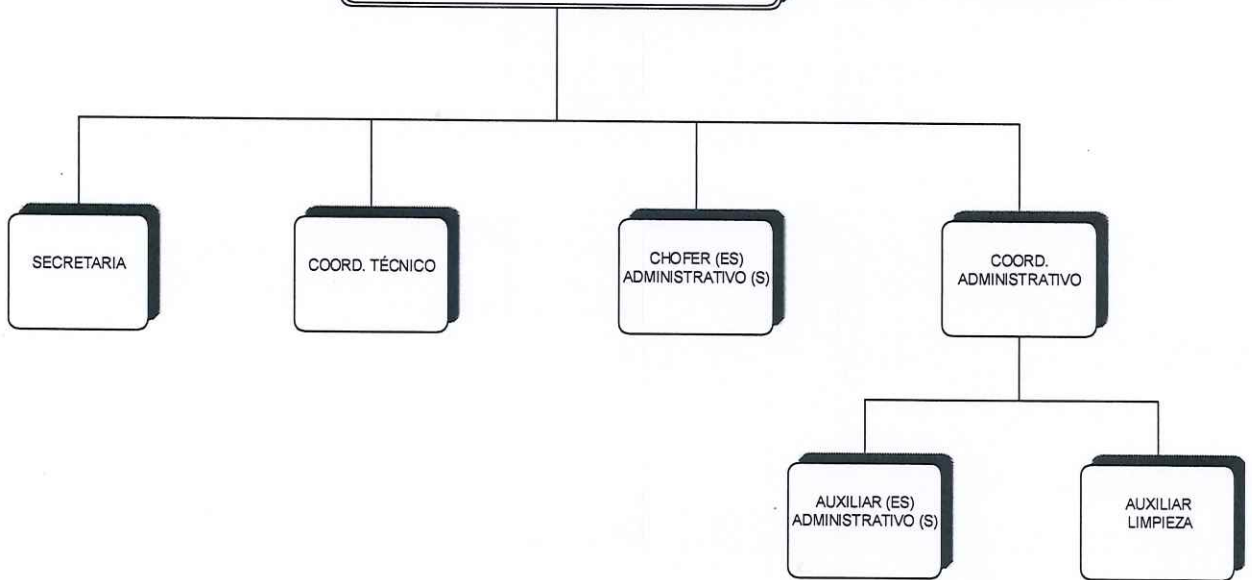 SECRETARIA
COORD. TÉCNICO
CHOFER (ES)
ADMINISTRATIVO (S)
COORD.
ADMINISTRATIVO
AUXILIAR (ES)
ADMINISTRATIVO (S)
AUXILIAR
LIMPIEZA